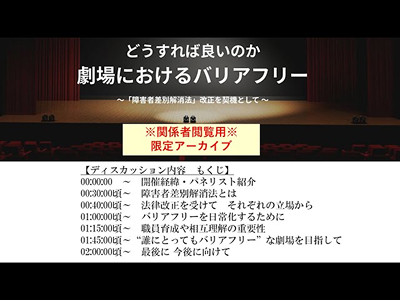 どうすれば良いのか
劇場におけるバリアフリー
～「障害者差別解消法」改正を契機として～
※関係者閲覧用※
限定アーカイブ
【ディスカッション内容 もくじ】
00:00:00 ～ 開催経緯・パネリスト紹介
00:30:00頃～ 障害者差別解消法とは
00:40:00頃～ 法律改正を受けて それぞれの立場から
01:00:00頃～ バリアフリーを日常化するために
01:15:00頃～ 職員育成や相互理解の重要性
01:45:00頃～ “誰にとってもバリアフリー”な劇場を目指して
02:00:00頃～ 最後に 今後に向けて